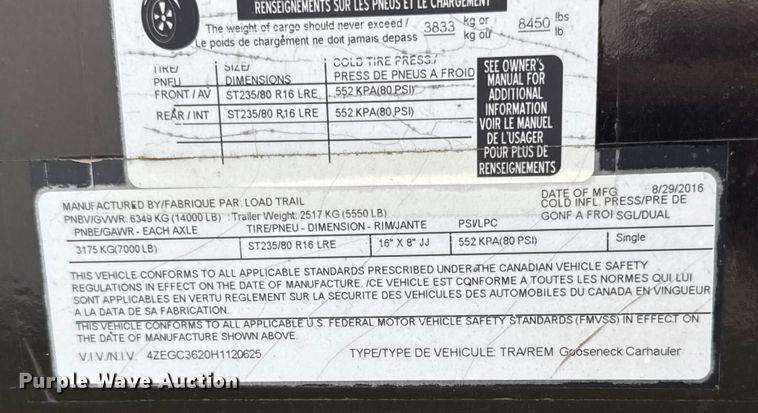 RENSEIGNEMENTS SUR LES PNEUS ET LE CHARGEMENT
The weight of cargo should never exceed / 3833 kg or 8450 lbs
Le poids de chargement ne doit jamais depass kg où lb
TIRE/ SIZE/ COLD TIRE PRESS./
PNEU DIMENSIONS PRESS DE PNEUS A FROID
FRONT / AV ST235/80 R16 LRE 552 KPA(80 PSI)
REAR / INT ST235/80 R16 LRE 552 KPA(80 PSI)
SEE OWNER'S
MANUAL FOR
ADDITIONAL
INFORMATION
VOIR LE MANUEL
DE L'USAGER
POUR PLUS DE
RENSEIGNEMENTS
MANUFACTURED BY/FABRIQUE PAR: LOAD TRAIL DATE OF MFG 8/29/2016
PNBV/GVWR: 6349 KG (14000 LB) :Trailer Weight: 2517 KG (5550 LB) COLD INFL. PRESS/PRE DE
PNBE/GAWR - EACH AXLE TIRE/PNEU - DIMENSION - RIM/JANTE PSI/LPC GONF A FROI SGL/DUAL
3175 KG(7000 LB) ST235/80 R16 LRE 16" X 8" JJ 552 KPA(80 PSI) Single
THIS VEHICLE CONFORMS TO ALL APPLICABLE STANDARDS PRESCRIBED UNDER THE CANADIAN VEHICLE SAFETY
REGULATIONS IN EFFECT ON THE DATE OF MANUFACTURE. /CE VEHICLE EST CQNFORME A TOUTES LES NORMES QUI LUI
SONT APPLICABLES EN VERTU REGLEMENT SUR LA SÉCURITE DES VEHICULES DES AUTOMOBILES DU CANADA EN VINGUEUR
A LA DATA DE SA FABRICATION.
THIS VEHICLE CONFORMS TO ALL APPLICABLE U.S. FEDERAL MOTOR VEHICLE SAFETY STANDARDS (FMVSS) IN EFFECT ON
THE DATE OF MANUFACTURE SHOWN ABOVE.
V.I.V./N.I.V. 4ZEGC3620H1120625 TYPE/TYPE DE VEHICULE: TRA/REM Gooseneck Carhauler
Purple Wave Auction